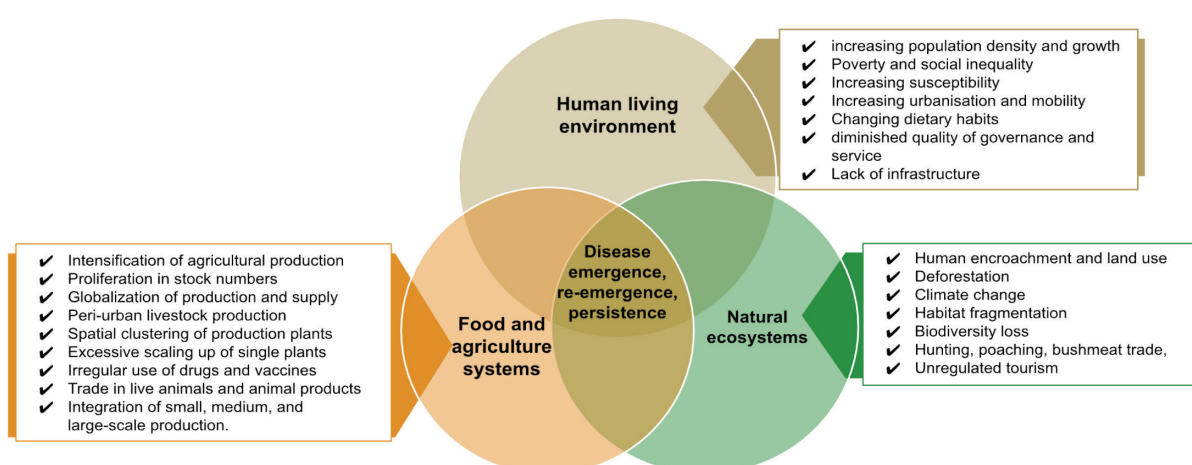 Human living
environment
✔ increasing population density and growth
✔ Poverty and social inequality
✔ Increasing susceptibility
✔ Increasing urbanisation and mobility
✔ Changing dietary habits
✔ diminished quality of governance and
service
✔ Lack of infrastructure
✔ Intensification of agricultural production
✔ Proliferation in stock numbers
✔ Globalization of production and supply
✔ Peri-urban livestock production
✔ Spatial clustering of production plants
✔ Excessive scaling up of single plants
✔ Irregular use of drugs and vaccines
✔ Trade in live animals and animal products
✔ Integration of small, medium, and
large-scale production.
Food and
agriculture
systems
Disease
emergence,
re-emergence,
persistence
Natural
ecosystems
✔ Human encroachment and land use
✔ Deforestation
✔ Climate change
✔ Habitat fragmentation
✔ Biodiversity loss
✔ Hunting, poaching, bushmeat trade,
✔ Unregulated tourism